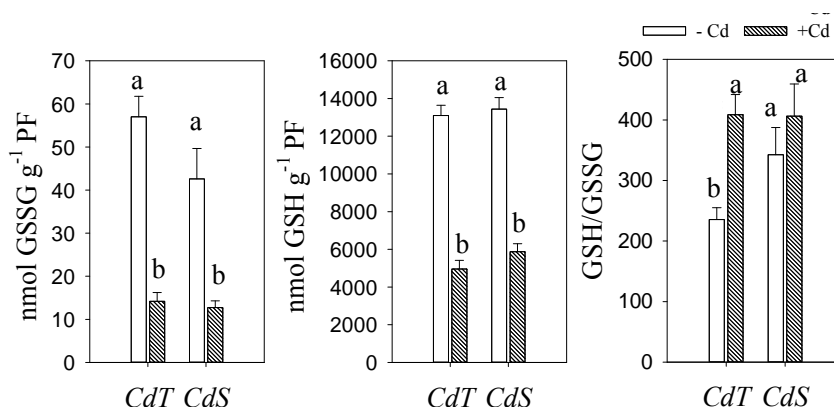 - Cd +Cd
70
60
50
40
30
20
10
0
nmol GSSG g⁻¹ PF
a
a
b
b
CdT CdS
16000
14000
12000
10000
8000
6000
4000
2000
0
nmol GSH g⁻¹ PF
a
a
b
b
CdT CdS
500
400
300
200
100
0
GSH/GSSG
a
a
a
b
CdT CdS